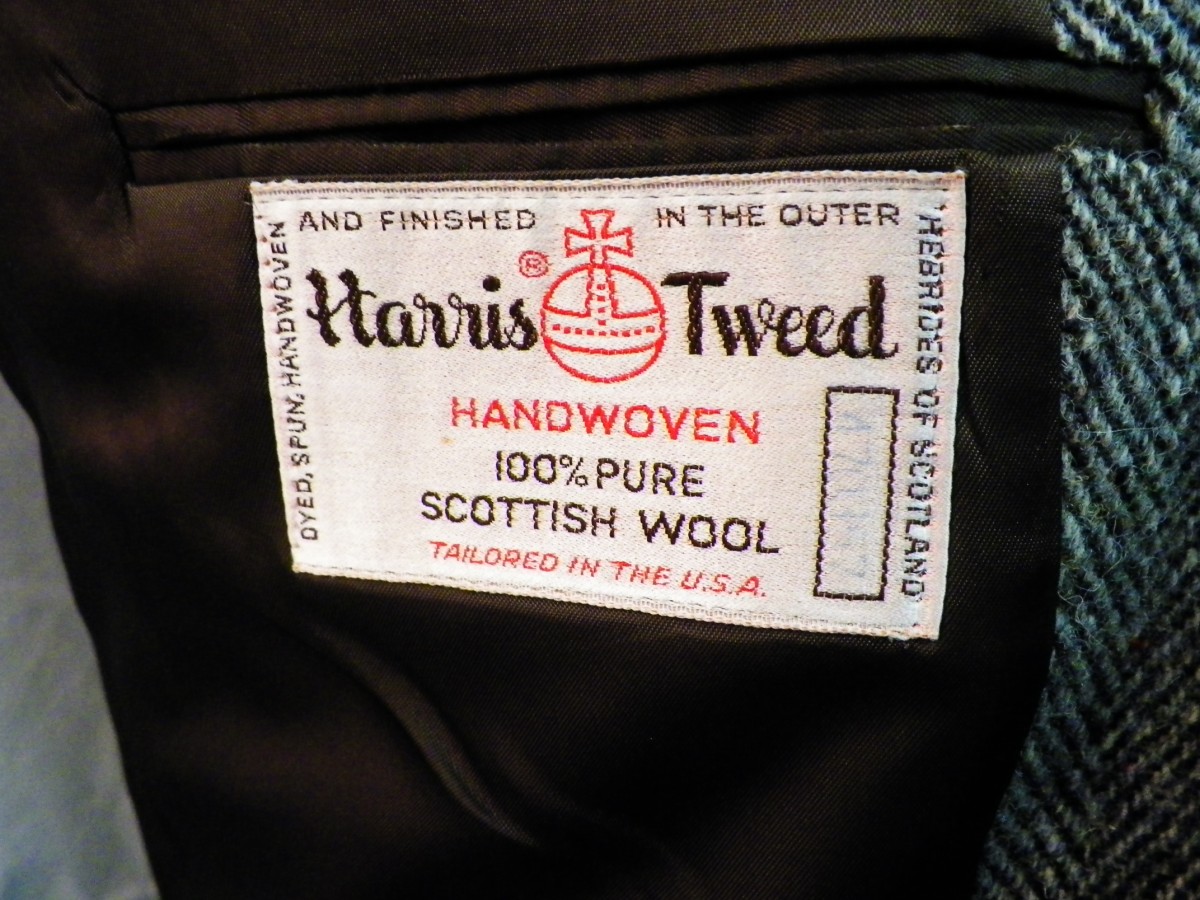 DYED, SPUN, HANDWOVEN
AND FINISHED IN THE OUTER
HEBRIDES OF SCOTLAND
Harris Tweed
®
HANDWOVEN
100% PURE
SCOTTISH WOOL
TAILORED IN THE U.S.A.